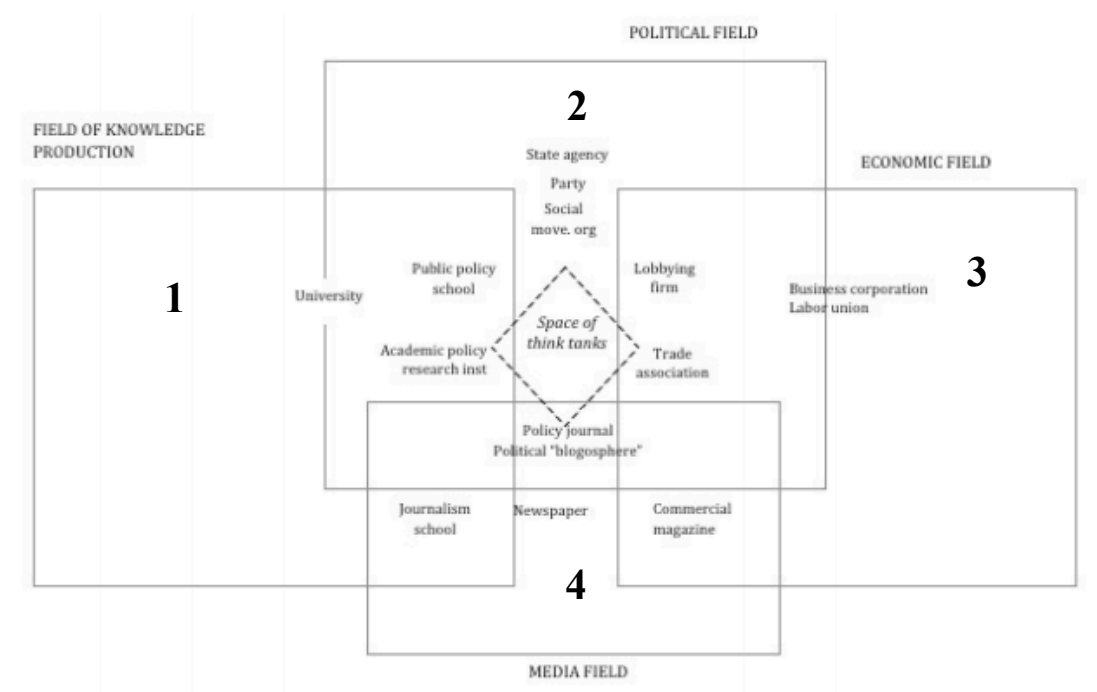 POLITICAL FIELD
2
FIELD OF KNOWLEDGE
PRODUCTION
State agency
ECONOMIC FIELD
Party
Social
move. org
Public policy
school
Lobbying
firm
1
University
3
Business corporation
Labor union
Space of
think tanks
Academic policy
research inst
Trade
association
Policy journal
Political "blogosphere"
Journalism
school
Newspaper
Commercial
magazine
4
MEDIA FIELD